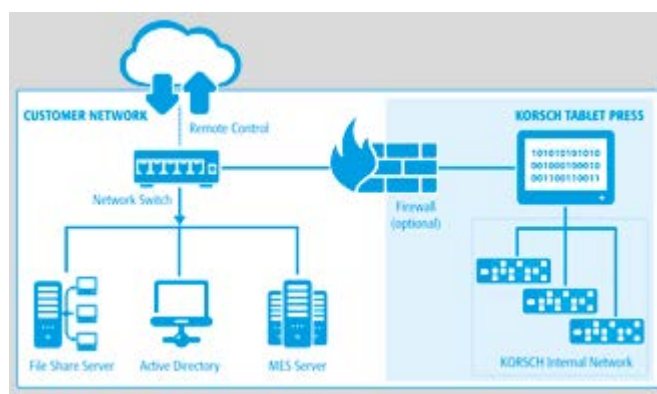 CUSTOMER NETWORK
KORSCH TABLET PRESS
Remote Control
101010101010
001000100010
001100110011
Network Switch
Firewall
(optional)
File Share Server
Active Directory
MES Server
KORSCH Internal Network